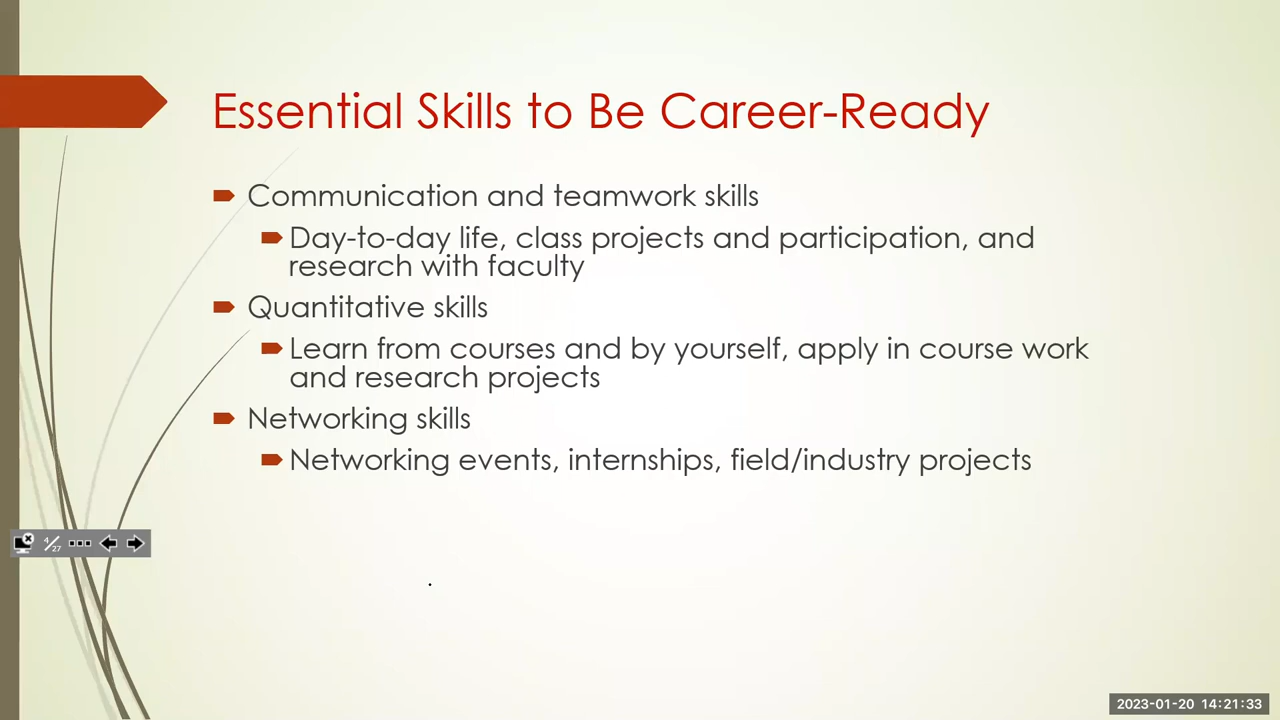 Essential Skills to Be Career-Ready
Communication and teamwork skills
Day-to-day life, class projects and participation, and
research with faculty
Quantitative skills
Learn from courses and by yourself, apply in course work
and research projects
Networking skills
Networking events, internships, field/industry projects
4/27
2023-01-20 14:21:33